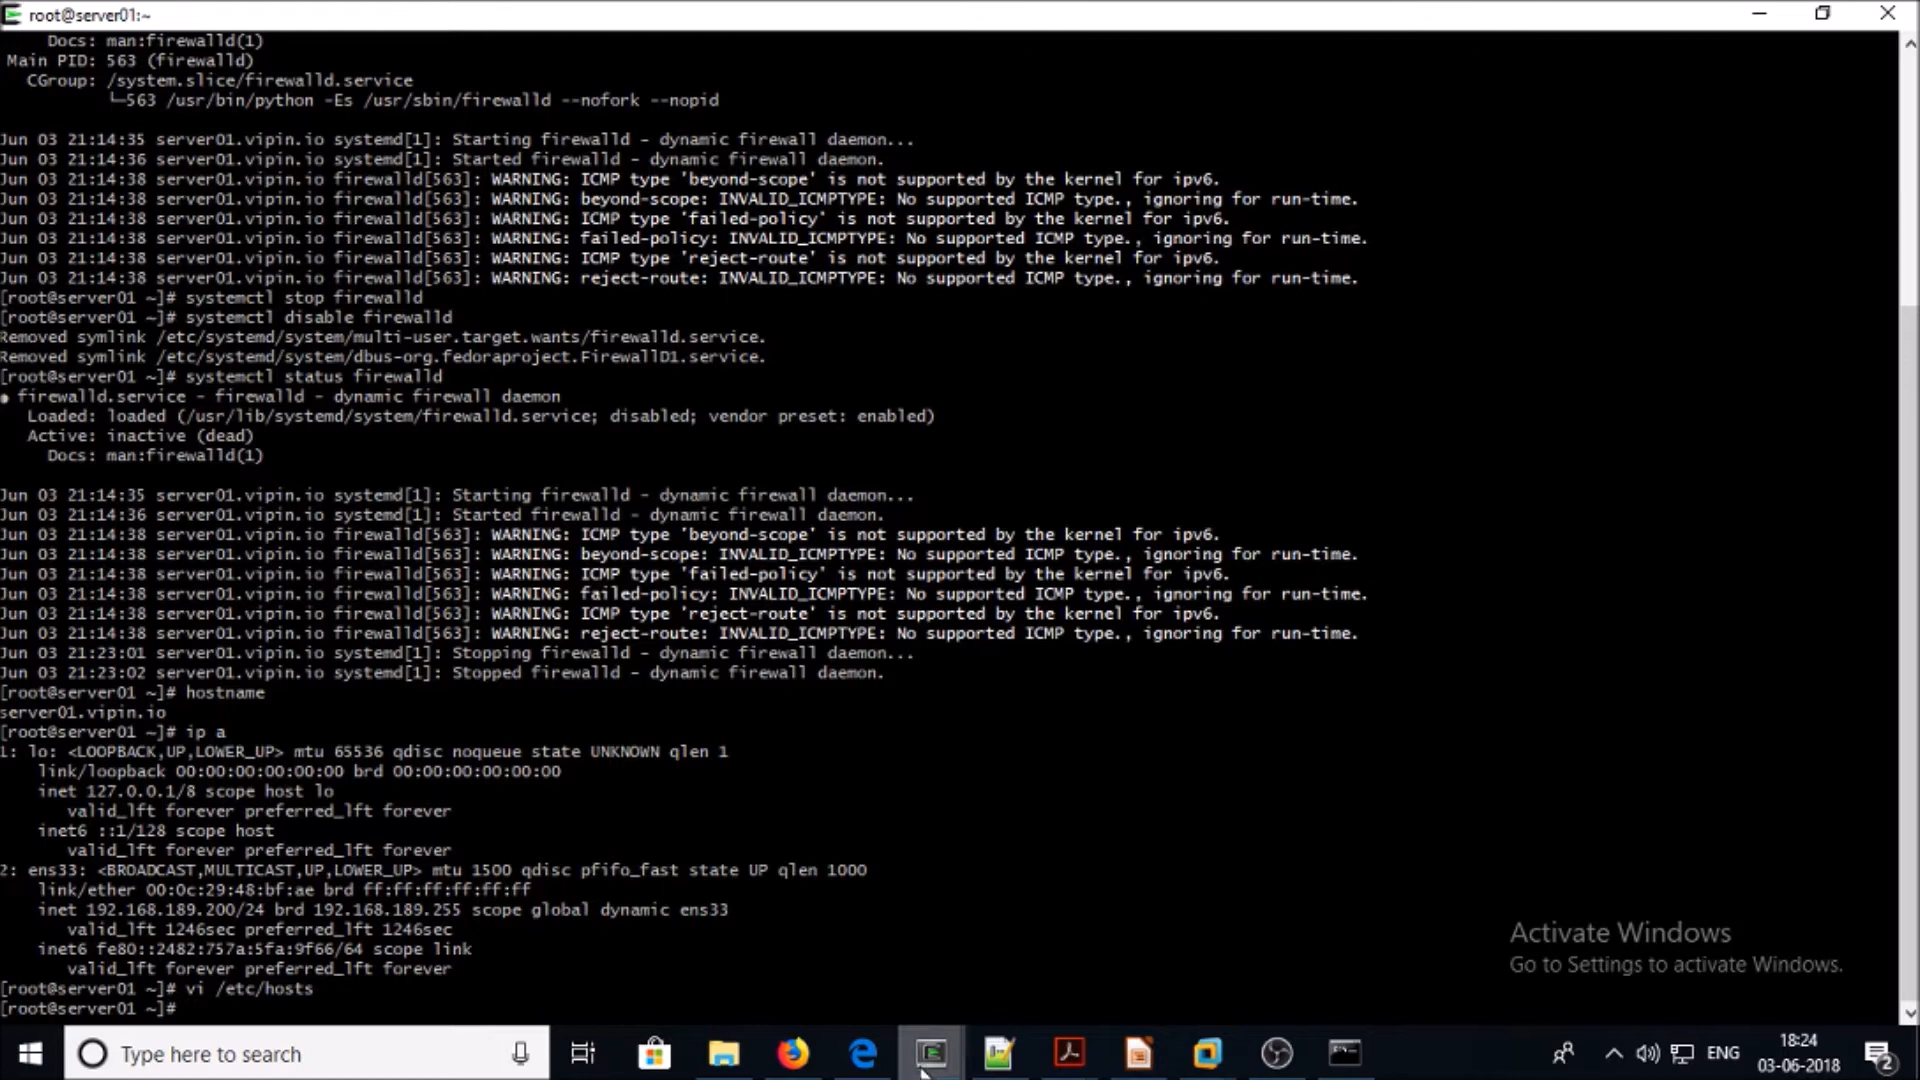 root@server01:~
Docs: man:firewalld(1)
Main PID: 563 (firewalld)
CGroup: /system.slice/firewalld.service
└─563 /usr/bin/python -Es /usr/sbin/firewalld --nofork --nopid
Jun 03 21:14:35 server01.vipin.io systemd[1]: Starting firewalld - dynamic firewall daemon...
Jun 03 21:14:36 server01.vipin.io systemd[1]: Started firewalld - dynamic firewall daemon.
Jun 03 21:14:38 server01.vipin.io firewalld[563]: WARNING: ICMP type 'beyond-scope' is not supported by the kernel for ipv6.
Jun 03 21:14:38 server01.vipin.io firewalld[563]: WARNING: beyond-scope: INVALID_ICMPTYPE: No supported ICMP type., ignoring for run-time.
Jun 03 21:14:38 server01.vipin.io firewalld[563]: WARNING: ICMP type 'failed-policy' is not supported by the kernel for ipv6.
Jun 03 21:14:38 server01.vipin.io firewalld[563]: WARNING: failed-policy: INVALID_ICMPTYPE: No supported ICMP type., ignoring for run-time.
Jun 03 21:14:38 server01.vipin.io firewalld[563]: WARNING: ICMP type 'reject-route' is not supported by the kernel for ipv6.
Jun 03 21:14:38 server01.vipin.io firewalld[563]: WARNING: reject-route: INVALID_ICMPTYPE: No supported ICMP type., ignoring for run-time.
[root@server01 ~]# systemctl stop firewalld
[root@server01 ~]# systemctl disable firewalld
Removed symlink /etc/systemd/system/multi-user.target.wants/firewalld.service.
Removed symlink /etc/systemd/system/dbus-org.fedoraproject.FirewallD1.service.
[root@server01 ~]# systemctl status firewalld
● firewalld.service - firewalld - dynamic firewall daemon
Loaded: loaded (/usr/lib/systemd/system/firewalld.service; disabled; vendor preset: enabled)
Active: inactive (dead)
Docs: man:firewalld(1)
Jun 03 21:14:35 server01.vipin.io systemd[1]: Starting firewalld - dynamic firewall daemon...
Jun 03 21:14:36 server01.vipin.io systemd[1]: Started firewalld - dynamic firewall daemon.
Jun 03 21:14:38 server01.vipin.io firewalld[563]: WARNING: ICMP type 'beyond-scope' is not supported by the kernel for ipv6.
Jun 03 21:14:38 server01.vipin.io firewalld[563]: WARNING: beyond-scope: INVALID_ICMPTYPE: No supported ICMP type., ignoring for run-time.
Jun 03 21:14:38 server01.vipin.io firewalld[563]: WARNING: ICMP type 'failed-policy' is not supported by the kernel for ipv6.
Jun 03 21:14:38 server01.vipin.io firewalld[563]: WARNING: failed-policy: INVALID_ICMPTYPE: No supported ICMP type., ignoring for run-time.
Jun 03 21:14:38 server01.vipin.io firewalld[563]: WARNING: ICMP type 'reject-route' is not supported by the kernel for ipv6.
Jun 03 21:14:38 server01.vipin.io firewalld[563]: WARNING: reject-route: INVALID_ICMPTYPE: No supported ICMP type., ignoring for run-time.
Jun 03 21:23:01 server01.vipin.io systemd[1]: Stopping firewalld - dynamic firewall daemon...
Jun 03 21:23:02 server01.vipin.io systemd[1]: Stopped firewalld - dynamic firewall daemon.
[root@server01 ~]# hostname
server01.vipin.io
[root@server01 ~]# ip a
1: lo: <LOOPBACK,UP,LOWER_UP> mtu 65536 qdisc noqueue state UNKNOWN qlen 1
link/loopback 00:00:00:00:00:00 brd 00:00:00:00:00:00
inet 127.0.0.1/8 scope host lo
valid_lft forever preferred_lft forever
inet6 ::1/128 scope host
valid_lft forever preferred_lft forever
2: ens33: <BROADCAST,MULTICAST,UP,LOWER_UP> mtu 1500 qdisc pfifo_fast state UP qlen 1000
link/ether 00:0c:29:48:bf:ae brd ff:ff:ff:ff:ff:ff
inet 192.168.189.200/24 brd 192.168.189.255 scope global dynamic ens33
valid_lft 1246sec preferred_lft 1246sec
inet6 fe80::2482:757a:5fa:9f66/64 scope link
valid_lft forever preferred_lft forever
[root@server01 ~]# vi /etc/hosts
[root@server01 ~]#
Activate Windows
Go to Settings to activate Windows.
Type here to search
ENG
18:24
03-06-2018
2